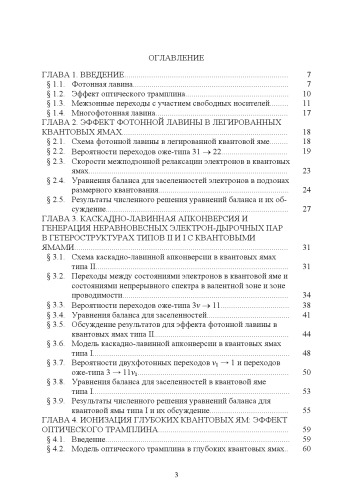 ОГЛАВЛЕНИЕ
ГЛАВА 1. ВВЕДЕНИЕ.......... 7
§ 1.1. Фотонная лавина.......... 7
§ 1.2. Эффект оптического трамплина.......... 10
§ 1.3. Межзонные переходы с участием свободных носителей.......... 11
§ 1.4. Многофотонная лавина.......... 17
ГЛАВА 2. ЭФФЕКТ ФОТОННОЙ ЛАВИНЫ В ЛЕГИРОВАННЫХ
КВАНТОВЫХ ЯМАХ.......... 18
§ 2.1. Схема фотонной лавины в легированной квантовой яме.......... 18
§ 2.2. Вероятности переходов оже-типа 31 → 22.......... 19
§ 2.3. Скорости межподзонной релаксации электронов в квантовых
ямах.......... 23
§ 2.4. Уравнения баланса для заселенностей электронов в подзонах
размерного квантования.......... 24
§ 2.5. Результаты численного решения уравнений баланса и их об-
суждение.......... 27
ГЛАВА 3. КАСКАДНО-ЛАВИННАЯ АПКОНВЕРСИЯ И
ГЕНЕРАЦИЯ НЕРАВНОВЕСНЫХ ЭЛЕКТРОН-ДЫРОЧНЫХ ПАР
В ГЕТЕРОСТРУКТУРАХ ТИПОВ II И I С КВАНТОВЫМИ
ЯМАМИ.......... 31
§ 3.1. Схема каскадно-лавинной апконверсии в квантовых ямах
типа II.......... 31
§ 3.2. Переходы между состояниями электронов в квантовой яме и
состояниями непрерывного спектра в валентной зоне и зоне
проводимости.......... 34
§ 3.3. Вероятности переходов оже-типа 3v → 11.......... 38
§ 3.4. Уравнения баланса для заселенностей.......... 41
§ 3.5. Обсуждение результатов для эффекта фотонной лавины в
квантовых ямах типа II.......... 44
§ 3.6. Модель каскадно-лавинной апконверсии в квантовых ямах
типа I.......... 48
§ 3.7. Вероятности двухфотонных переходов v₁ → 1 и переходов
оже-типа 3 → 11v₁.......... 50
§ 3.8. Уравнения баланса для заселенностей в квантовой яме
типа I.......... 53
§ 3.9. Результаты численного решения уравнений баланса для
квантовой ямы типа I и их обсуждение.......... 55
ГЛАВА 4. ИОНИЗАЦИЯ ГЛУБОКИХ КВАНТОВЫХ ЯМ: ЭФФЕКТ
ОПТИЧЕСКОГО ТРАМПЛИНА.......... 59
§ 4.1. Введение.......... 59
§ 4.2. Модель оптического трамплина в глубоких квантовых ямах.. 60
3